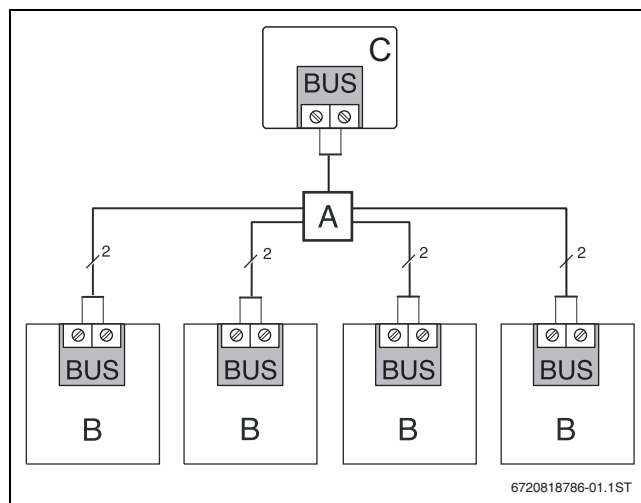 C
BUS
A
2 2 2 2
BUS BUS BUS BUS
B B B B
6720818786-01.1ST